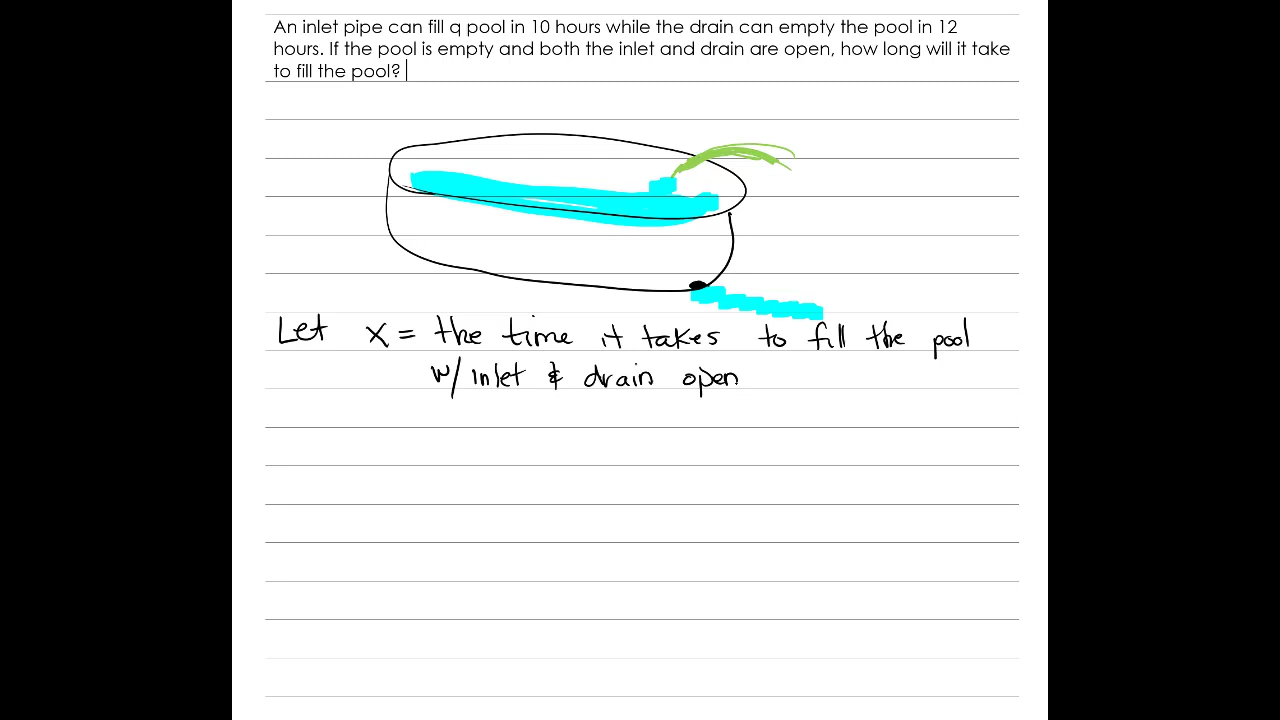 An inlet pipe can fill q pool in 10 hours while the drain can empty the pool in 12
hours. If the pool is empty and both the inlet and drain are open, how long will it take
to fill the pool?
Let x = the time it takes to fill the pool
w/ inlet & drain open